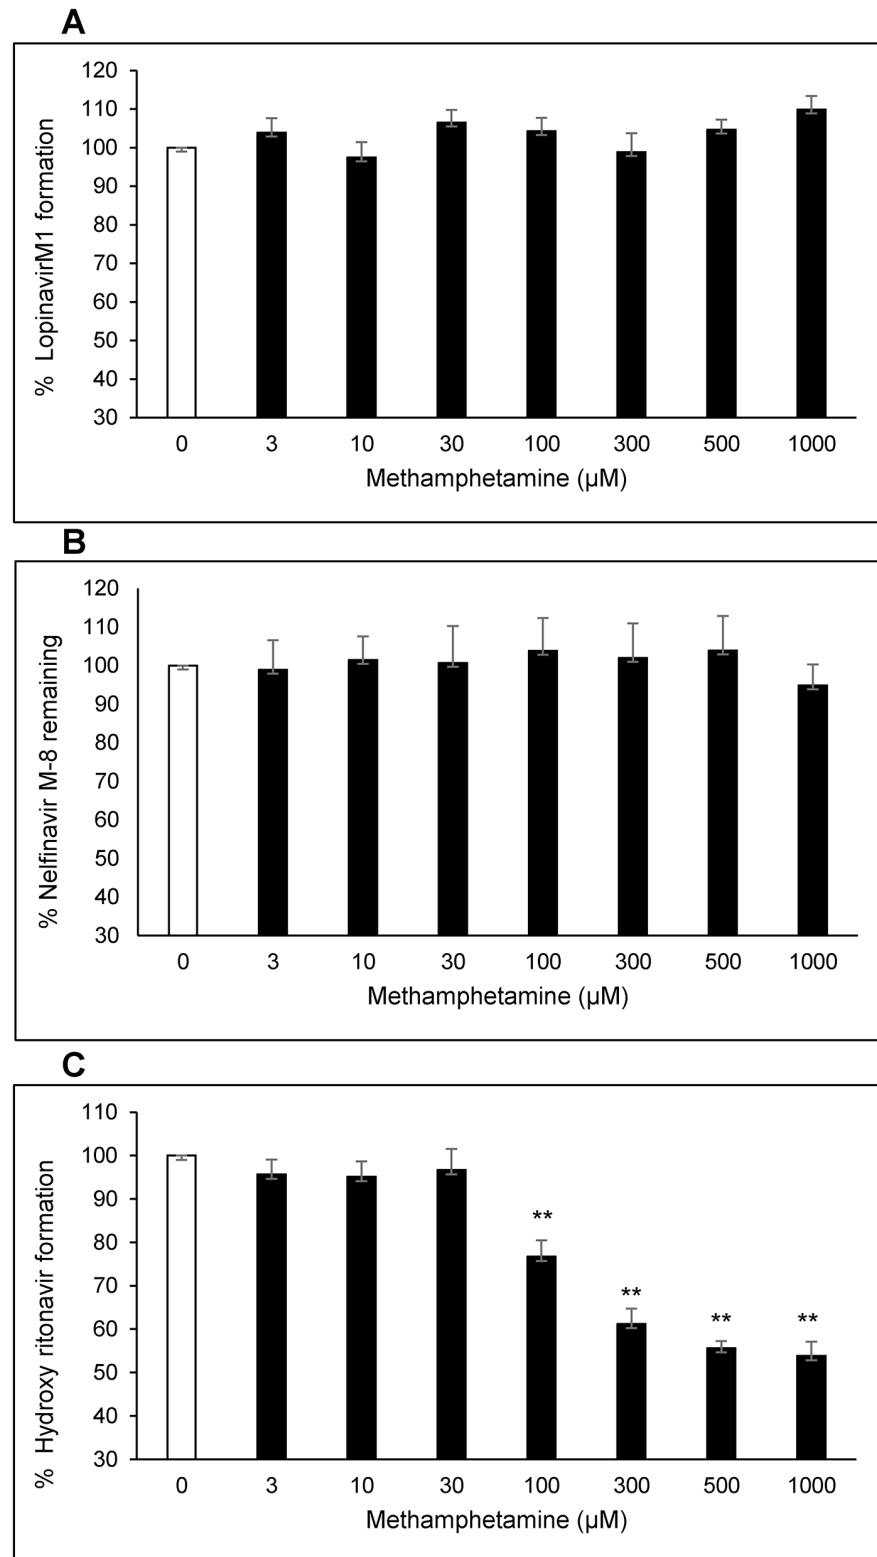 A
120
110
100
90
80
70
60
50
40
30
% LopinavirM1 formation
0 3 10 30 100 300 500 1000
Methamphetamine (µM)
B
120
110
100
90
80
70
60
50
40
30
% Nelfinavir M-8 remaining
0 3 10 30 100 300 500 1000
Methamphetamine (µM)
C
110
100
90
80
70
60
50
40
30
% Hydroxy ritonavir formation
**
**
** **
0 3 10 30 100 300 500 1000
Methamphetamine (µM)